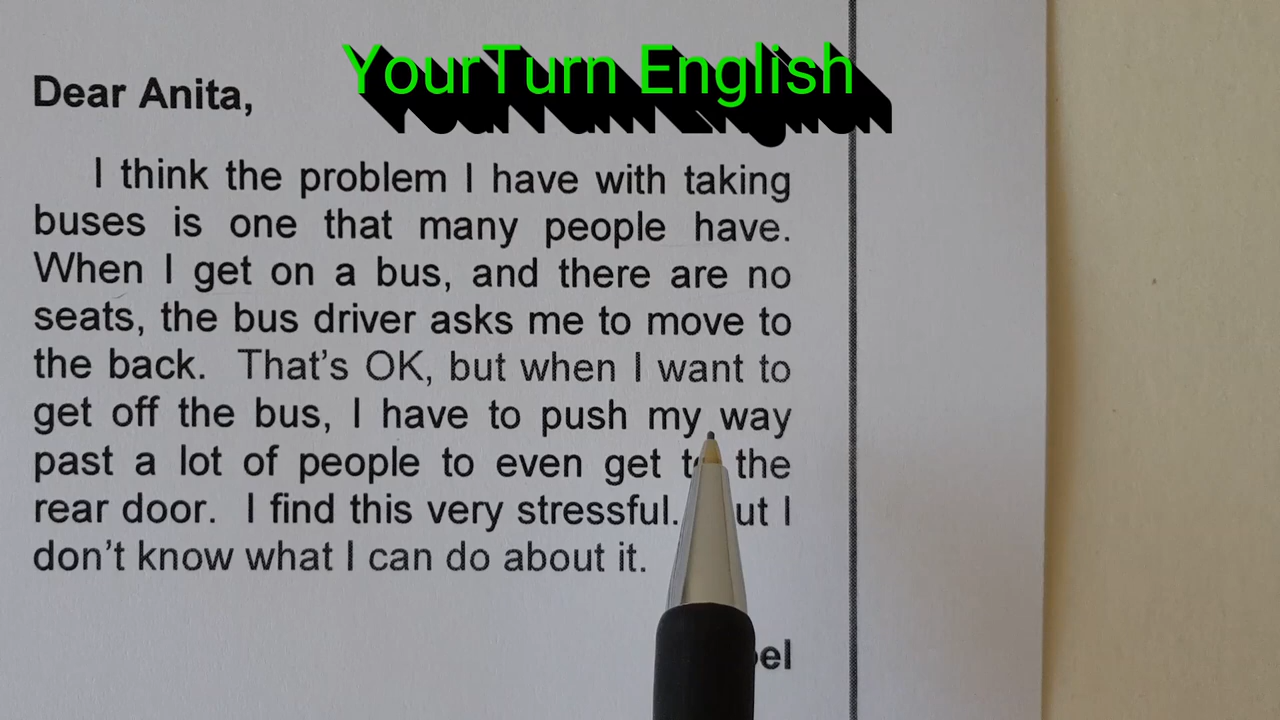 YourTurn English
Dear Anita,
I think the problem I have with taking
buses is one that many people have.
When I get on a bus, and there are no
seats, the bus driver asks me to move to
the back. That's OK, but when I want to
get off the bus, I have to push my way
past a lot of people to even get to the
rear door. I find this very stressful. But I
don't know what I can do about it.